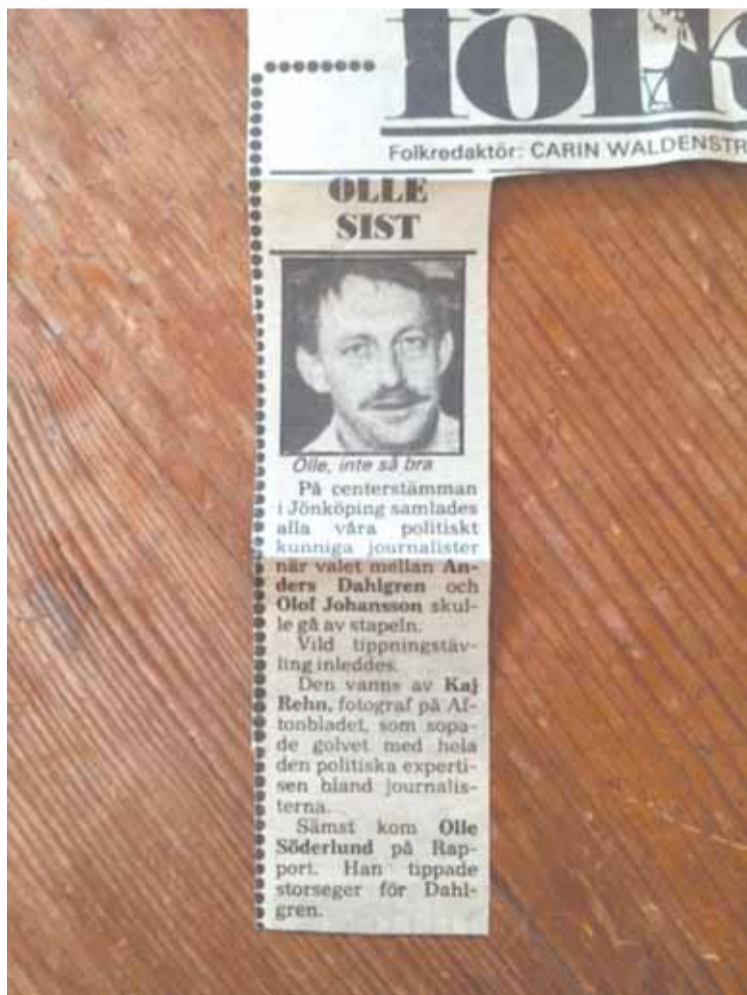 folk
Folkredaktör: CARIN WALDENSTR
OLLE
SIST
Olle, inte så bra
På centerstämman
i Jönköping samlades
alla våra politiskt
kunniga journalister
när valet mellan An-
ders Dahlgren och
Olof Johansson skul-
le gå av stapeln.
Vild tippningstäv-
ling inleddes.
Den vanns av Kaj
Rehn, fotograf på Af-
tonbladet, som sopa-
de golvet med hela
den politiska experti-
sen bland journalis-
terna.
Sämst kom Olle
Söderlund på Rap-
port. Han tippade
storseger för Dahl-
gren.